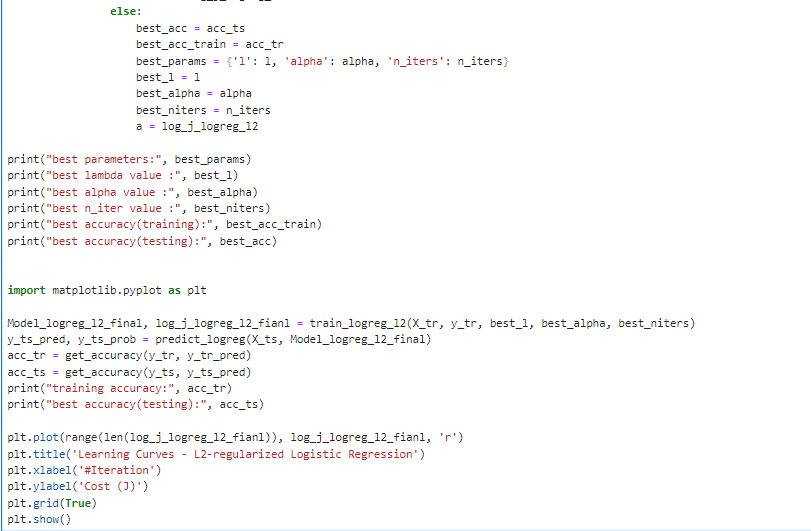 else:
best_acc = acc_ts
best_acc_train = acc_tr
best_params = {'l': l, 'alpha': alpha, 'n_iters': n_iters}
best_l = l
best_alpha = alpha
best_niters = n_iters
a = log_j_logreg_l2
print("best parameters:", best_params)
print("best lambda value :", best_l)
print("best alpha value :", best_alpha)
print("best n_iter value :", best_niters)
print("best accuracy(training):", best_acc_train)
print("best accuracy(testing):", best_acc)
import matplotlib.pyplot as plt
Model_logreg_l2_final, log_j_logreg_l2_fianl = train_logreg_l2(X_tr, y_tr, best_l, best_alpha, best_niters)
y_ts_pred, y_ts_prob = predict_logreg(X_ts, Model_logreg_l2_final)
acc_tr = get_accuracy(y_tr, y_tr_pred)
acc_ts = get_accuracy(y_ts, y_ts_pred)
print("training accuracy:", acc_tr)
print("best accuracy(testing):", acc_ts)
plt.plot(range(len(log_j_logreg_l2_fianl)), log_j_logreg_l2_fianl, 'r')
plt.title('Learning Curves - L2-regularized Logistic Regression')
plt.xlabel('#Iteration')
plt.ylabel('Cost (J)')
plt.grid(True)
plt.show()